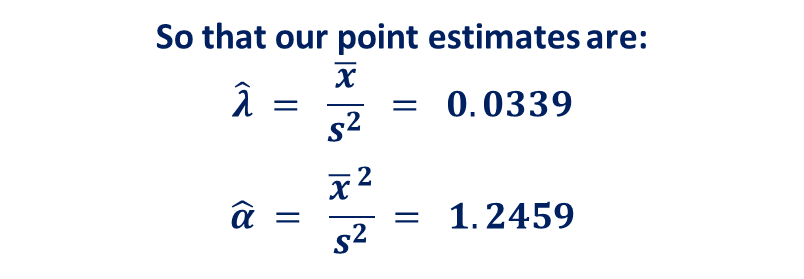 So that our point estimates are:
λ̂ = x̅ / s² = 0.0339
α̂ = x̅ ² / s² = 1.2459